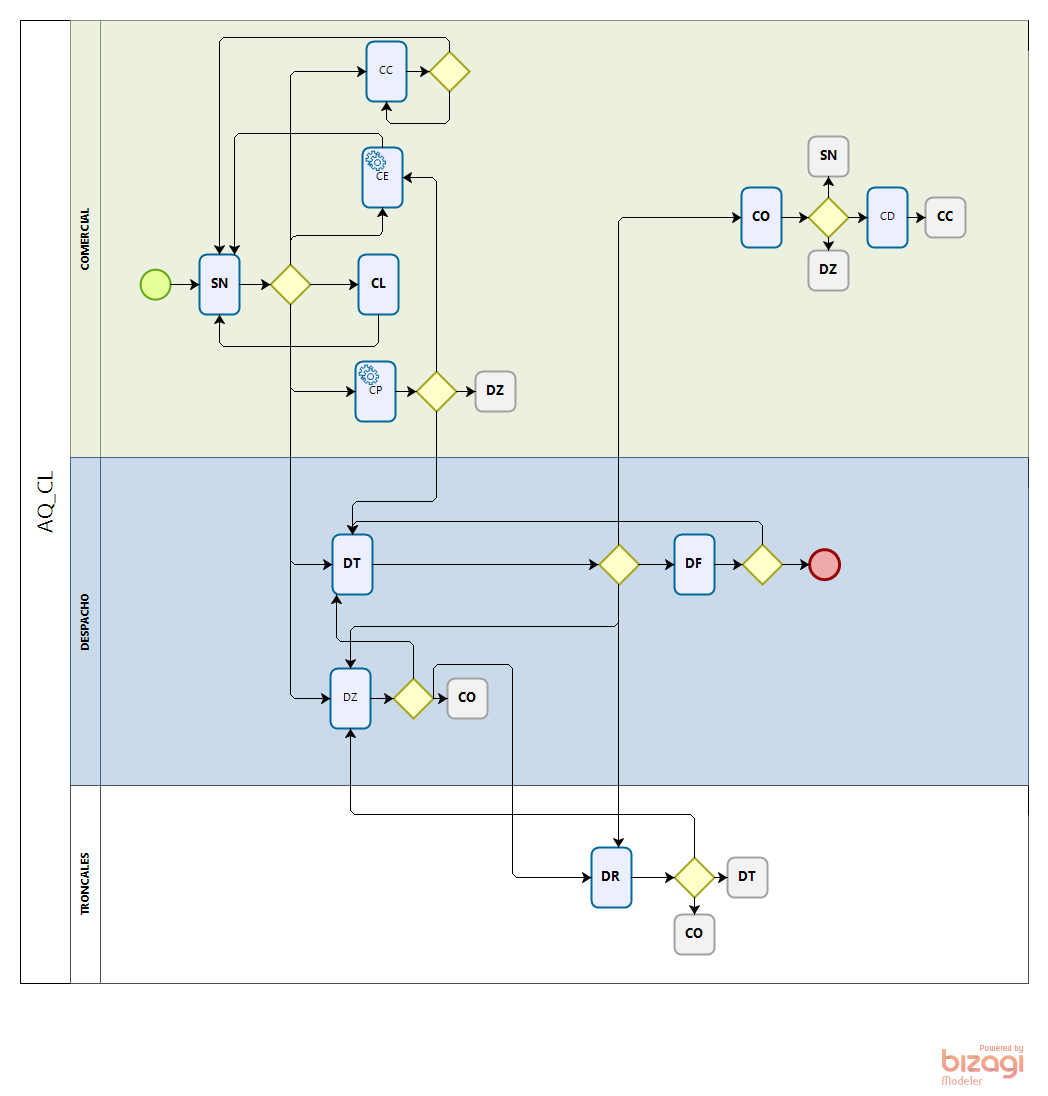 AQ_CL
COMERCIAL
CC
CE
SN
CL
CP
DZ
CO
SN
DZ
CD
CC
DESPACHO
DT
DF
DZ
CO
TRONCALES
DR
DT
CO
Powered by
bizagi
Modeler